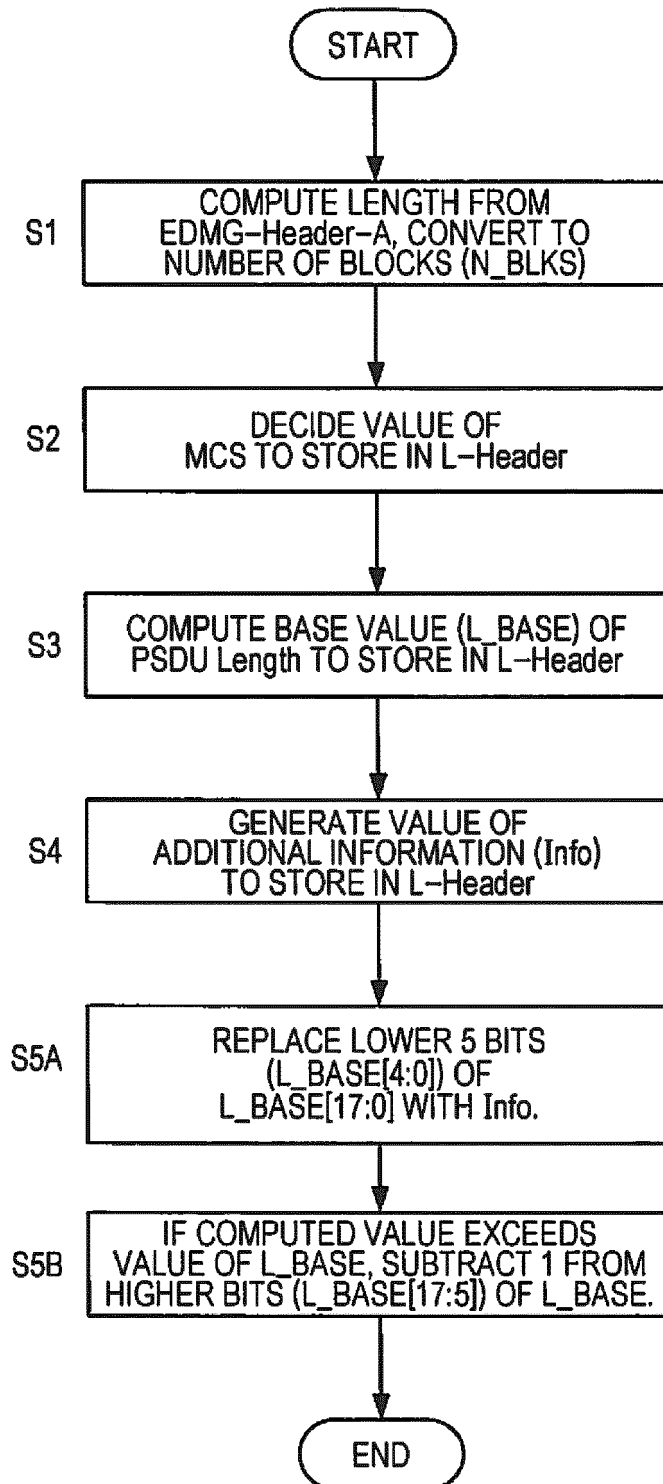 START
S1
COMPUTE LENGTH FROM
EDMG-Header-A, CONVERT TO
NUMBER OF BLOCKS (N_BLKS)
S2
DECIDE VALUE OF
MCS TO STORE IN L-Header
S3
COMPUTE BASE VALUE (L_BASE) OF
PSDU Length TO STORE IN L-Header
S4
GENERATE VALUE OF
ADDITIONAL INFORMATION (Info)
TO STORE IN L-Header
S5A
REPLACE LOWER 5 BITS
(L_BASE[4:0]) OF
L_BASE[17:0] WITH Info.
S5B
IF COMPUTED VALUE EXCEEDS
VALUE OF L_BASE, SUBTRACT 1 FROM
HIGHER BITS (L_BASE[17:5]) OF L_BASE.
END